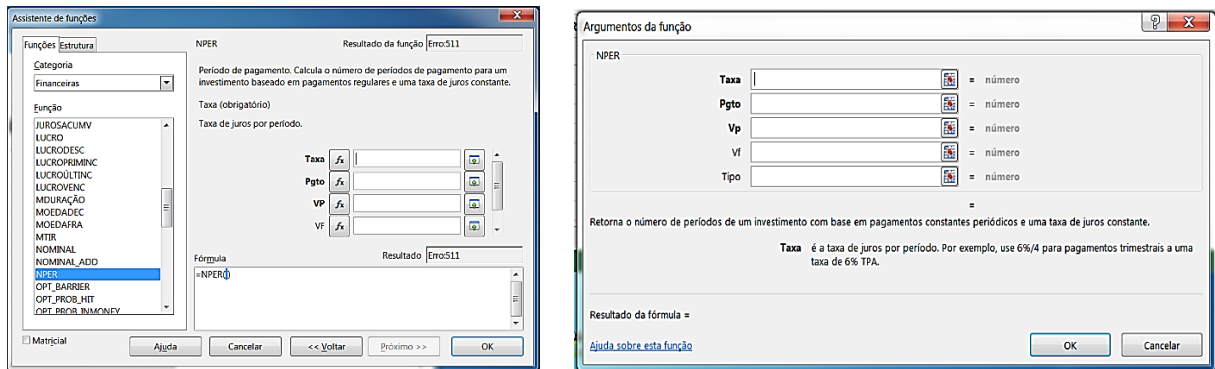 Assistente de funções
Funções Estrutura
Categoria
Financeiras
Função
JUROSACUMV
LUCRO
LUCRODESC
LUCROPRIMINC
LUCROÚLTINC
LUCROVENC
MDURAÇÃO
MOEDADEC
MOEDAFRA
MTIR
NOMINAL
NOMINAL_ADD
NPER
OPT_BARRIER
OPT_PROB_HIT
OPT_PROB_INMONEY
Matricial
NPER
Resultado da função Erro:511
Período de pagamento. Calcula o número de períodos de pagamento para um
investimento baseado em pagamentos regulares e uma taxa de juros constante.
Taxa (obrigatório)
Taxa de juros por período.
Taxa fx
Pgto fx
VP fx
VF fx
Fórmula
Resultado Erro:511
=NPER()
Ajuda
Cancelar
<< Voltar
Próximo >>
OK
Argumentos da função
NPER
Taxa = número
Pgto = número
Vp = número
Vf = número
Tipo = número
=
Retorna o número de períodos de um investimento com base em pagamentos constantes periódicos e uma taxa de juros constante.
Taxa é a taxa de juros por período. Por exemplo, use 6%/4 para pagamentos trimestrais a uma
taxa de 6% TPA.
Resultado da fórmula =
Ajuda sobre esta função
OK
Cancelar